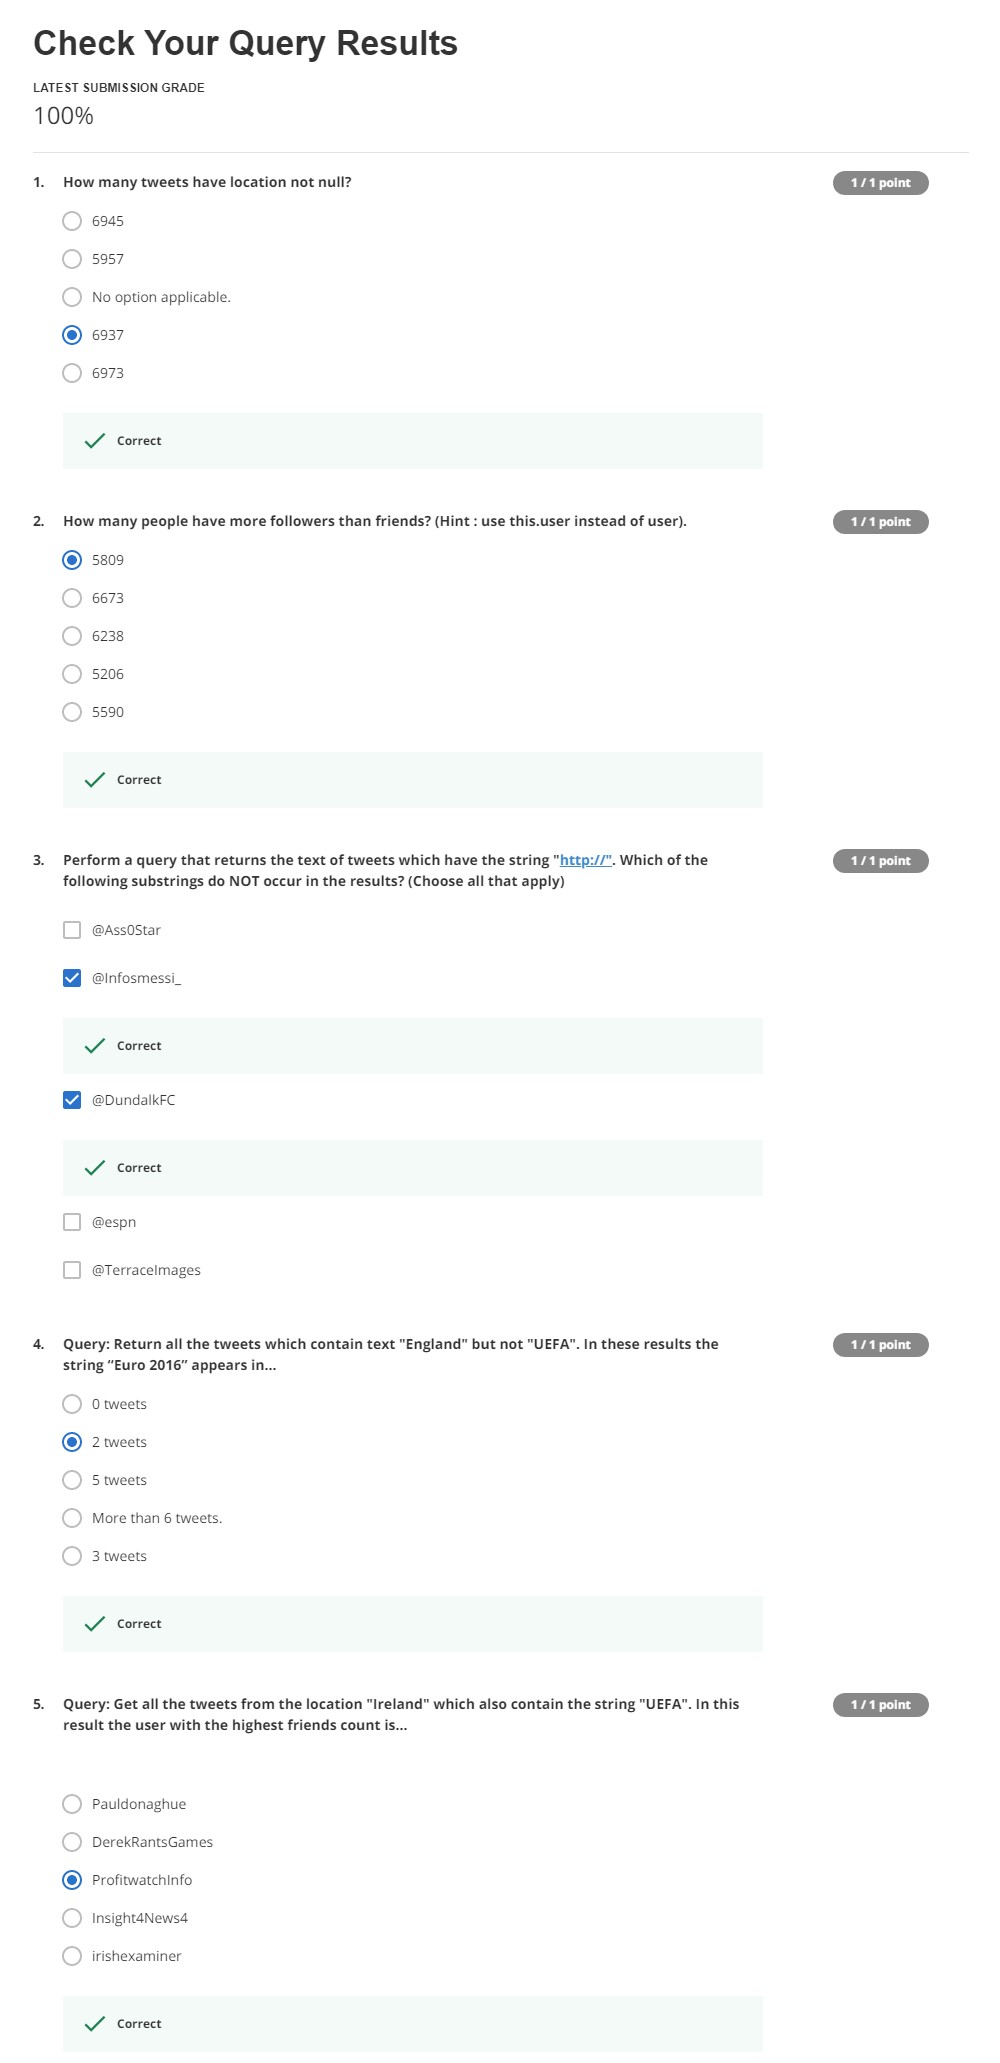 Check Your Query Results
LATEST SUBMISSION GRADE
100%
1. How many tweets have location not null? 1 / 1 point
6945
5957
No option applicable.
6937
6973
Correct
2. How many people have more followers than friends? (Hint : use this.user instead of user). 1 / 1 point
5809
6673
6238
5206
5590
Correct
3. Perform a query that returns the text of tweets which have the string "http://". Which of the 1 / 1 point
following substrings do NOT occur in the results? (Choose all that apply)
@Ass0Star
@Infosmessi_
Correct
@DundalkFC
Correct
@espn
@TerraceImages
4. Query: Return all the tweets which contain text "England" but not "UEFA". In these results the 1 / 1 point
string “Euro 2016” appears in...
0 tweets
2 tweets
5 tweets
More than 6 tweets.
3 tweets
Correct
5. Query: Get all the tweets from the location "Ireland" which also contain the string "UEFA". In this 1 / 1 point
result the user with the highest friends count is...
Pauldonaghue
DerekRantsGames
ProfitwatchInfo
Insight4News4
irishexaminer
Correct